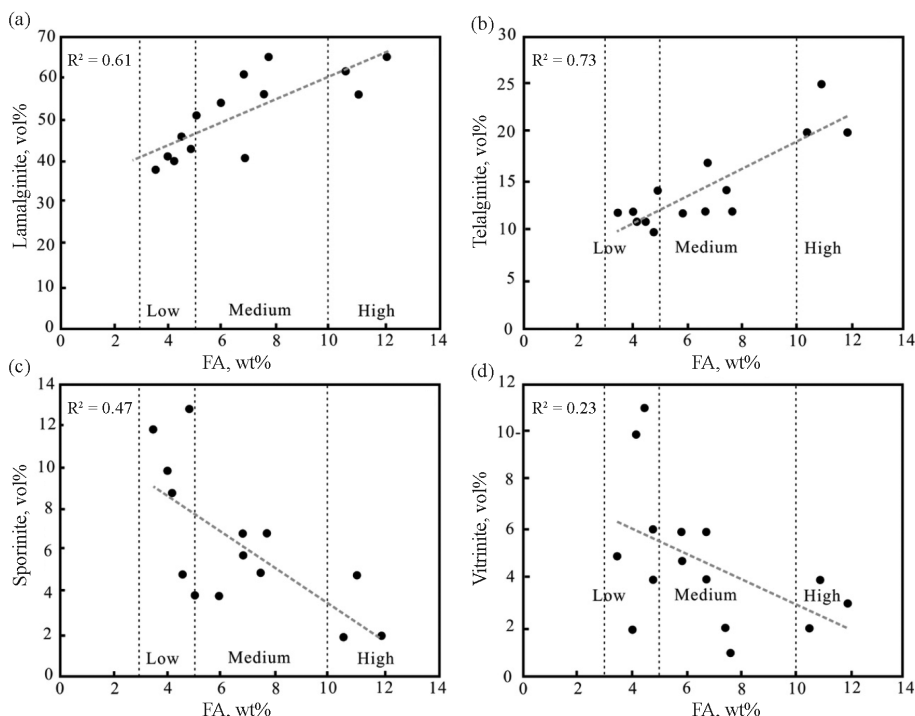 (a)
70
60
50
40
30
20
10
0
R² = 0.61
Lamalginite, vol%
Low Medium High
0 2 4 6 8 10 12 14
FA, wt%
(b)
30
25
20
15
10
5
0
R² = 0.73
Telalginite, vol%
Low Medium High
0 2 4 6 8 10 12 14
FA, wt%
(c)
14
12
10
8
6
4
2
0
R² = 0.47
Sporinite, vol%
Low Medium High
0 2 4 6 8 10 12 14
FA, wt%
(d)
12
10-
8
6
4
2
0
R² = 0.23
Vitrinite, vol%
Low Medium High
0 2 4 6 8 10 12 14
FA, wt%